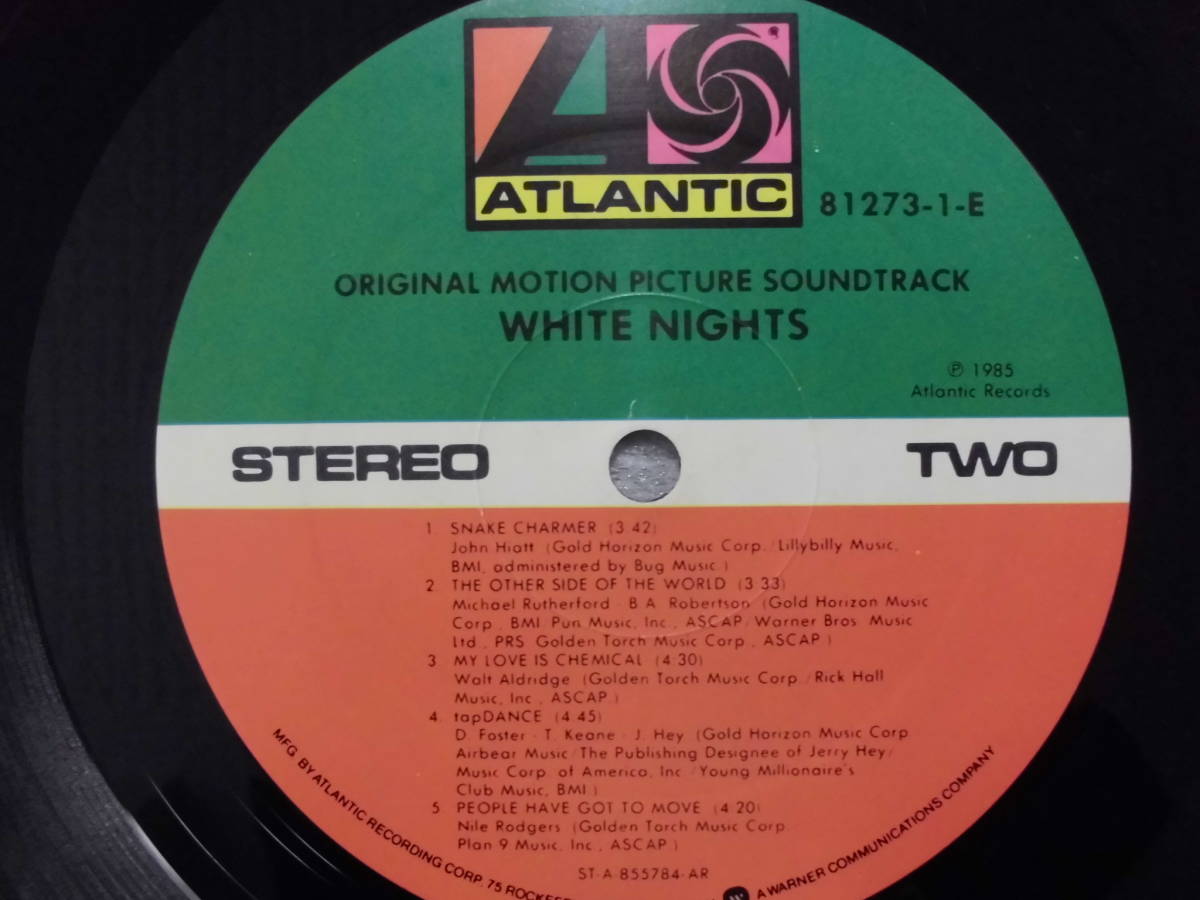 ATLANTIC
81273-1-E
ORIGINAL MOTION PICTURE SOUNDTRACK
WHITE NIGHTS
℗ 1985
Atlantic Records
STEREO
TWO
1 SNAKE CHARMER (3:42)
John Hiatt (Gold Horizon Music Corp./Lillybilly Music,
BMI, administered by Bug Music.)
2 THE OTHER SIDE OF THE WORLD (3:33)
Michael Rutherford · B.A. Robertson (Gold Horizon Music
Corp., BMI. Pun Music, Inc., ASCAP/Warner Bros. Music
Ltd., PRS. Golden Torch Music Corp., ASCAP.)
3 MY LOVE IS CHEMICAL (4:30)
Walt Aldridge (Golden Torch Music Corp./Rick Hall
Music, Inc., ASCAP.)
4. tapDANCE (4:45)
D. Foster · T. Keane · J. Hey (Gold Horizon Music Corp.
Airbear Music/The Publishing Designee of Jerry Hey/
Music Corp. of America, Inc./Young Millionaire's
Club Music, BMI.)
5 PEOPLE HAVE GOT TO MOVE (4:20)
Nile Rodgers (Golden Torch Music Corp.
Plan 9 Music, Inc., ASCAP.)
ST-A-855784-AR
MFG. BY ATLANTIC RECORDING CORP. 75 ROCKEFE
A WARNER COMMUNICATIONS COMPANY